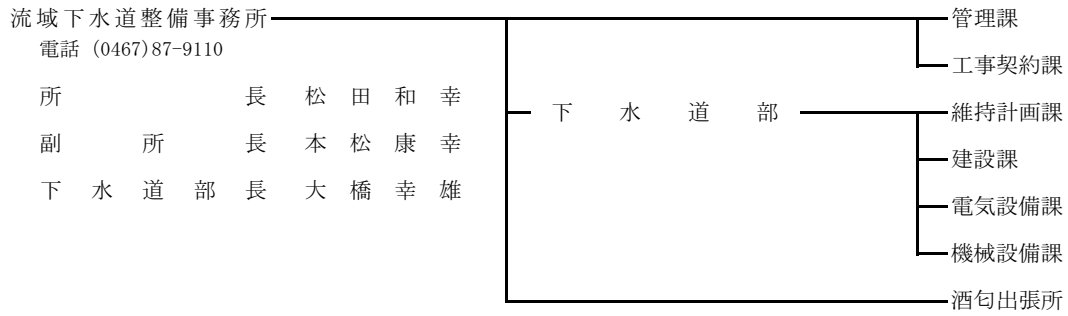 流域下水道整備事務所
管理課
電話 (0467)87-9110
工事契約課
所長 松田和幸
下水道部
維持計画課
副所長 本松康幸
建設課
下水道部長 大橋幸雄
電気設備課
機械設備課
酒匂出張所